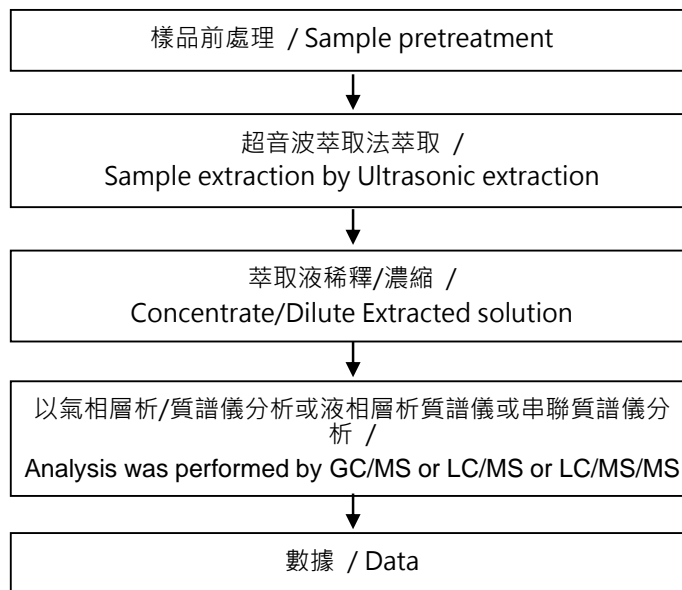 樣品前處理 / Sample pretreatment
超音波萃取法萃取 /
Sample extraction by Ultrasonic extraction
萃取液稀釋/濃縮 /
Concentrate/Dilute Extracted solution
以氣相層析/質譜儀分析或液相層析質譜儀或串聯質譜儀分
析 /
Analysis was performed by GC/MS or LC/MS or LC/MS/MS
數據 / Data